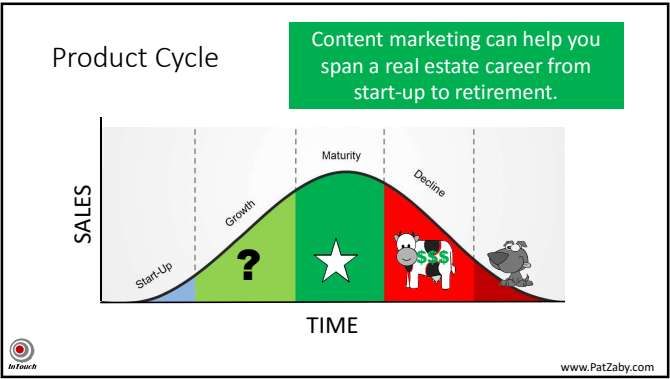 Product Cycle
Content marketing can help you
span a real estate career from
start-up to retirement.
SALES
Start-Up
Growth
Maturity
Decline
?
$$$
TIME
InTouch
www.PatZaby.com